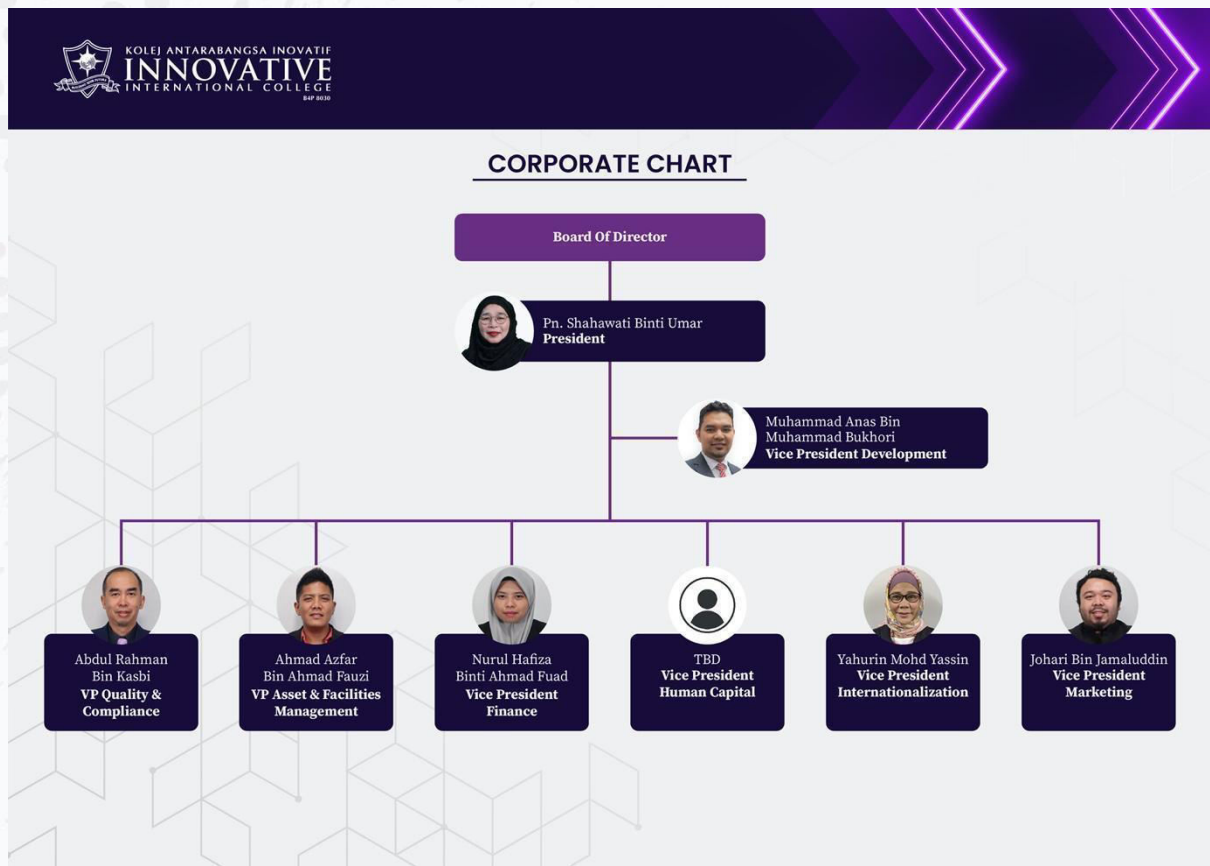 KOLEJ ANTARABANGSA INOVATIF
INNOVATIVE
INTERNATIONAL COLLEGE
B4P 8030
CORPORATE CHART
Board Of Director
Pn. Shahawati Binti Umar
President
Muhammad Anas Bin
Muhammad Bukhori
Vice President Development
Abdul Rahman
Bin Kasbi
VP Quality &
Compliance
Ahmad Azfar
Bin Ahmad Fauzi
VP Asset & Facilities
Management
Nurul Hafiza
Binti Ahmad Fuad
Vice President
Finance
TBD
Vice President
Human Capital
Yahurin Mohd Yassin
Vice President
Internationalization
Johari Bin Jamaluddin
Vice President
Marketing